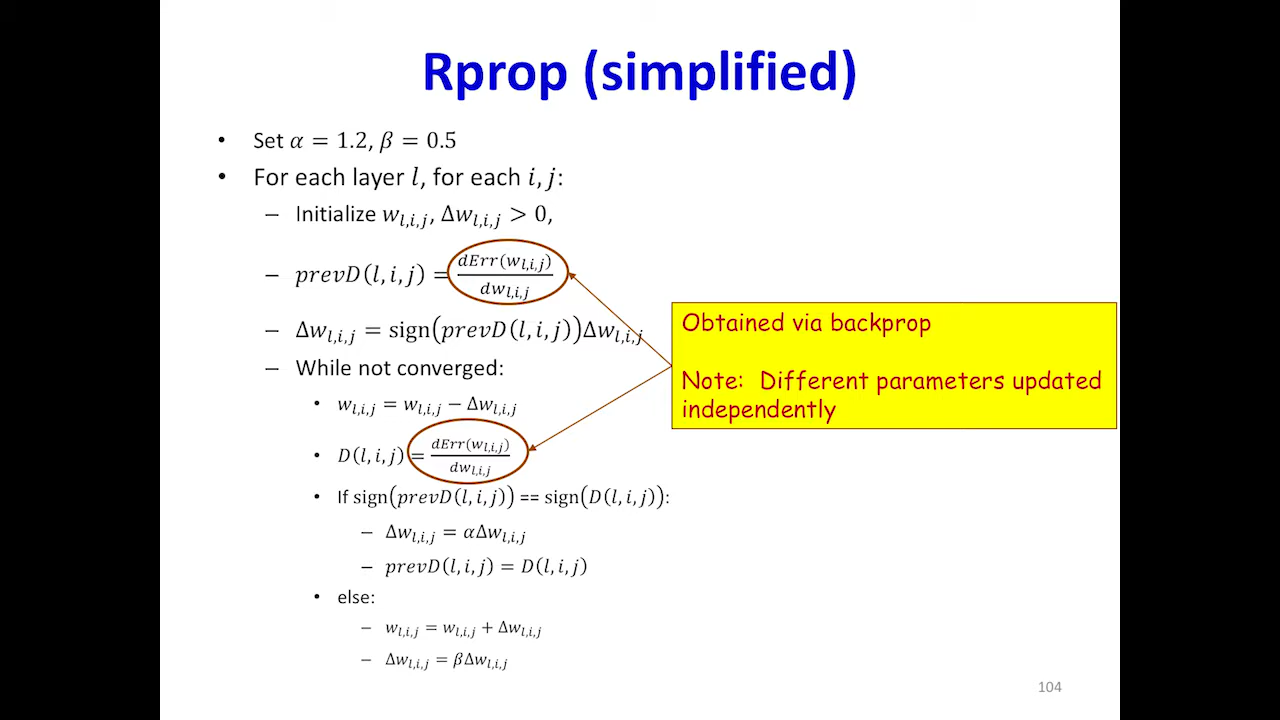 Rprop (simplified)
• Set α = 1.2, β = 0.5
• For each layer l, for each i, j:
– Initialize w_{l,i,j}, Δw_{l,i,j} > 0,
– prevD(l, i, j) = dErr(w_{l,i,j})/dw_{l,i,j}
– Δw_{l,i,j} = sign(prevD(l, i, j))Δw_{l,i,j}
– While not converged:
• w_{l,i,j} = w_{l,i,j} − Δw_{l,i,j}
• D(l, i, j) = dErr(w_{l,i,j})/dw_{l,i,j}
• If sign(prevD(l, i, j)) == sign(D(l, i, j)):
– Δw_{l,i,j} = αΔw_{l,i,j}
– prevD(l, i, j) = D(l, i, j)
• else:
– w_{l,i,j} = w_{l,i,j} + Δw_{l,i,j}
– Δw_{l,i,j} = βΔw_{l,i,j}
Obtained via backprop
Note: Different parameters updated
independently
104